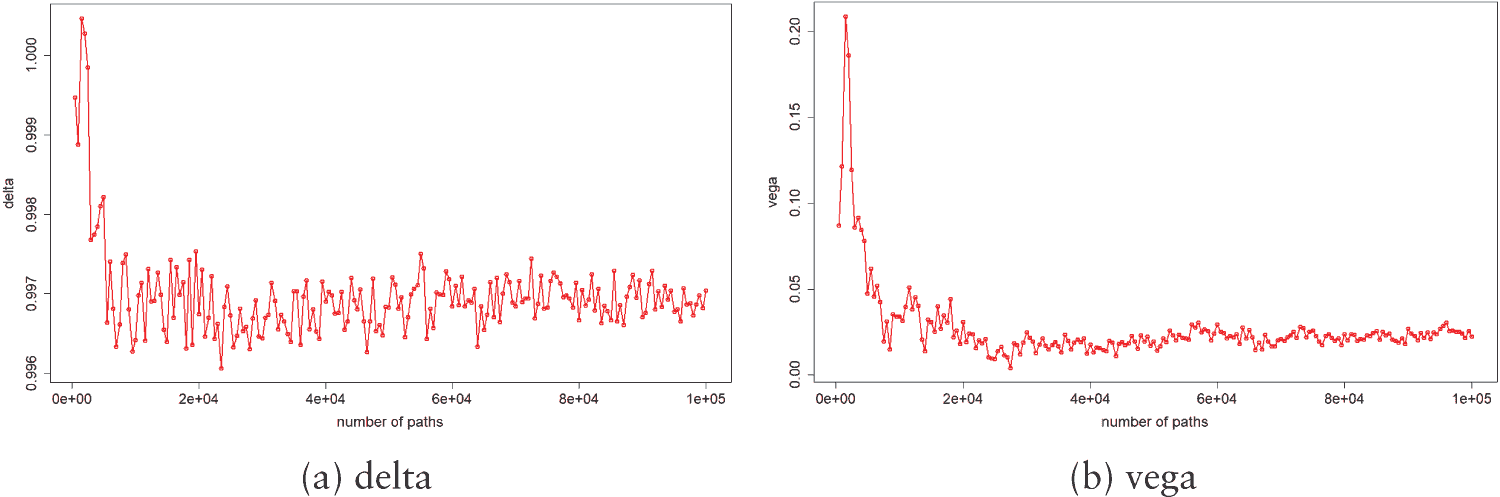 delta
1.000
0.999
0.998
0.997
0.996
0e+00 2e+04 4e+04 6e+04 8e+04 1e+05
number of paths
(a) delta
vega
0.20
0.15
0.10
0.05
0.00
0e+00 2e+04 4e+04 6e+04 8e+04 1e+05
number of paths
(b) vega